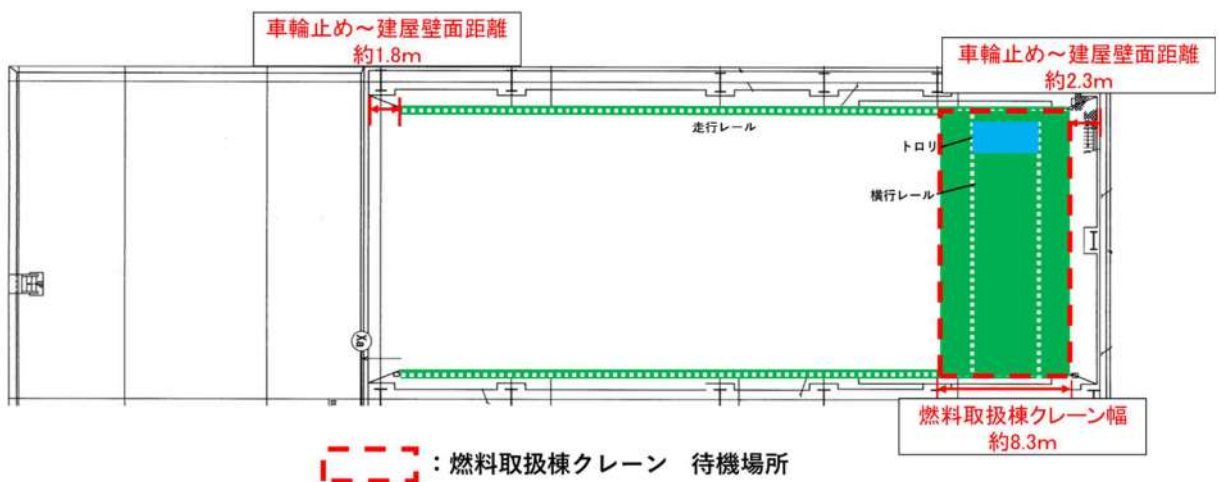 車輪止め～建屋壁面距離
約1.8m
車輪止め～建屋壁面距離
約2.3m
走行レール
トロリ
横行レール
Xa
燃料取扱棟クレーン幅
約8.3m
：燃料取扱棟クレーン　待機場所